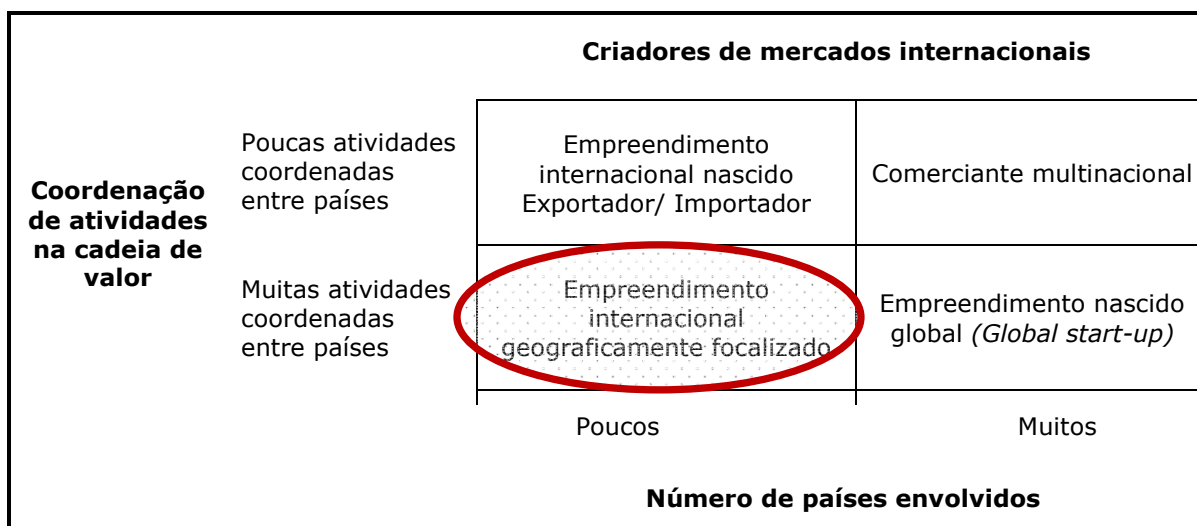 Criadores de mercados internacionais
Coordenação
de atividades
na cadeia de
valor
Poucas atividades
coordenadas
entre países
Empreendimento
internacional nascido
Exportador/ Importador
Comerciante multinacional
Muitas atividades
coordenadas
entre países
Empreendimento
internacional
geograficamente focalizado
Empreendimento nascido
global (Global start-up)
Poucos
Muitos
Número de países envolvidos